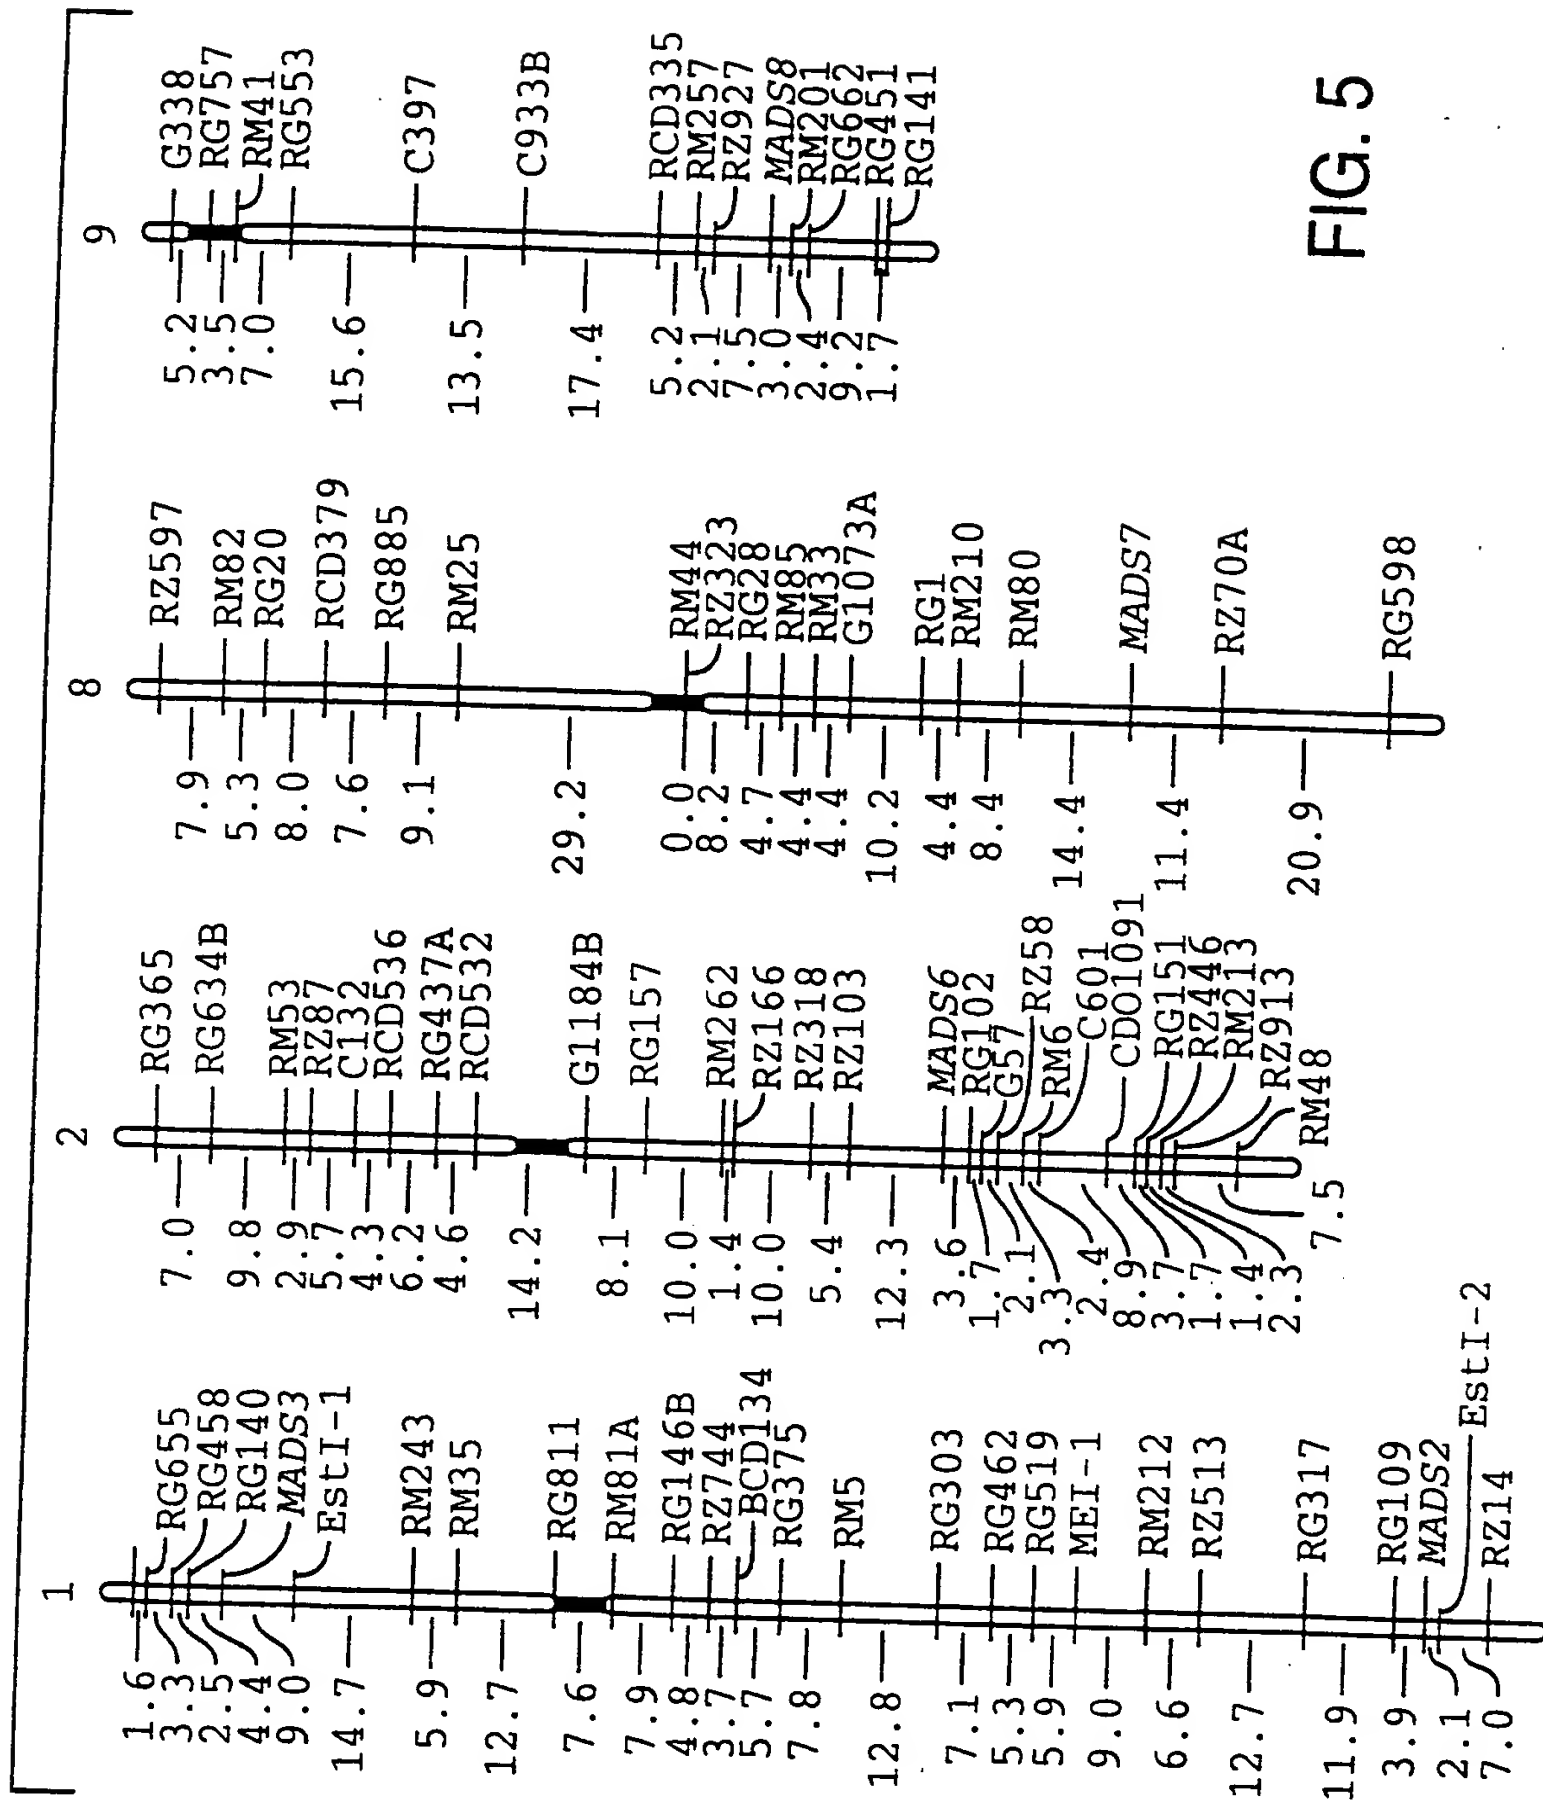 1
1.6
3.3
2.5
4.4
9.0
14.7
5.9
12.7
7.6
7.9
4.8
3.7
5.7
7.8
12.8
7.1
5.3
5.9
9.0
6.6
12.7
11.9
3.9
2.1
7.0
RG655
RG458
RG140
MADS3
EstI-1
RM243
RM35
RG811
RM81A
RG146B
RZ744
BCD134
RG375
RM5
RG303
RG462
RG519
MEI-1
RM212
RZ513
RG317
RG109
MADS2
EstI-2
RZ14
2
7.0
9.8
2.9
5.7
4.3
6.2
4.6
14.2
8.1
10.0
1.4
10.0
5.4
12.3
3.6
1.7
2.1
3.3
2.4
8.9
3.7
1.7
1.4
2.3
7.5
RG365
RG634B
RM53
RZ87
C132
RCD536
RG437A
RCD532
G1184B
RG157
RM262
RZ166
RZ318
RZ103
MADS6
RG102
G57
RZ58
RM6
C601
CDO1091
RG151
RZ446
RM213
RZ913
RM48
8
7.9
5.3
8.0
7.6
9.1
29.2
0.0
8.2
4.7
4.4
4.4
10.2
4.4
8.4
14.4
11.4
20.9
RZ597
RM82
RG20
RCD379
RG885
RM25
RM44
RZ323
RG28
RM85
RM33
G1073A
RG1
RM210
RM80
MADS7
RZ70A
RG598
9
5.2
3.5
7.0
15.6
13.5
17.4
5.2
2.1
7.5
3.0
2.4
9.2
1.7
G338
RG757
RM41
RG553
C397
C933B
RCD335
RM257
RZ927
MADS8
RM201
RG662
RG451
RG141
FIG. 5